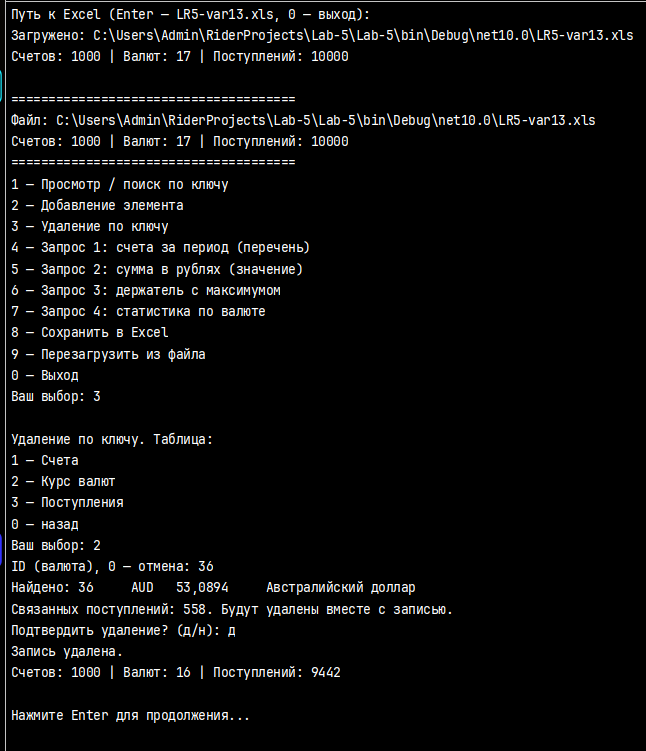 Путь к Excel (Enter — LR5-var13.xls, 0 — выход):
Загружено: C:\Users\Admin\RiderProjects\Lab-5\Lab-5\bin\Debug\net10.0\LR5-var13.xls
Счетов: 1000 | Валют: 17 | Поступлений: 10000
======================================
Файл: C:\Users\Admin\RiderProjects\Lab-5\Lab-5\bin\Debug\net10.0\LR5-var13.xls
Счетов: 1000 | Валют: 17 | Поступлений: 10000
======================================
1 — Просмотр / поиск по ключу
2 — Добавление элемента
3 — Удаление по ключу
4 — Запрос 1: счета за период (перечень)
5 — Запрос 2: сумма в рублях (значение)
6 — Запрос 3: держатель с максимумом
7 — Запрос 4: статистика по валюте
8 — Сохранить в Excel
9 — Перезагрузить из файла
0 — Выход
Ваш выбор: 3
Удаление по ключу. Таблица:
1 — Счета
2 — Курс валют
3 — Поступления
0 — назад
Ваш выбор: 2
ID (валюта), 0 — отмена: 36
Найдено: 36     AUD   53,0894     Австралийский доллар
Связанных поступлений: 558. Будут удалены вместе с записью.
Подтвердить удаление? (д/н): д
Запись удалена.
Счетов: 1000 | Валют: 16 | Поступлений: 9442
Нажмите Enter для продолжения...